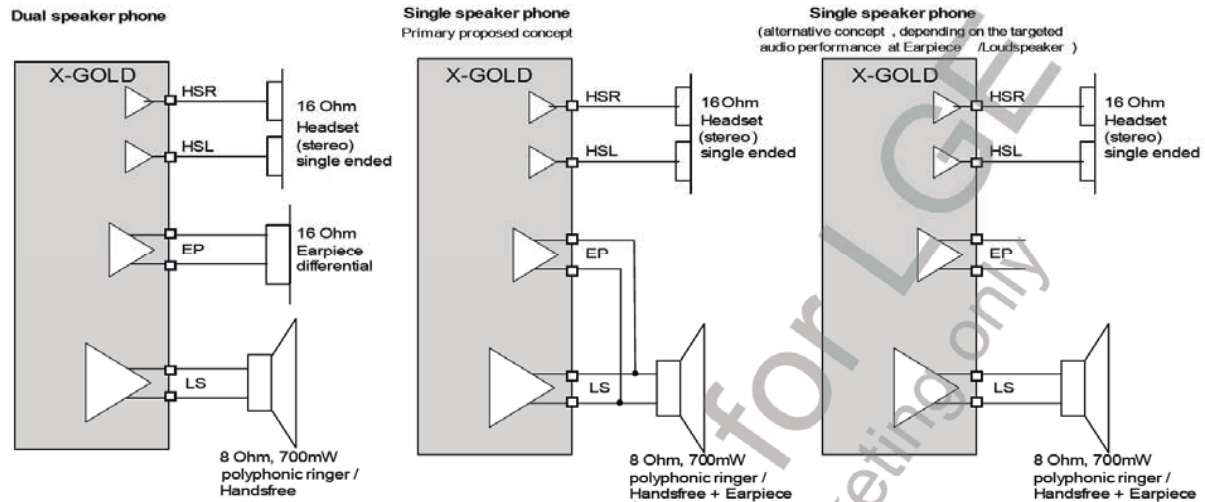 Dual speaker phone
X-GOLD
HSR
HSL
16 Ohm
Headset
(stereo)
single ended
EP
16 Ohm
Earpiece
differential
LS
8 Ohm, 700mW
polyphonic ringer /
Handsfree
Single speaker phone
Primary proposed concept
X-GOLD
HSR
HSL
16 Ohm
Headset
(stereo )
single ended
EP
LS
8 Ohm, 700mW
polyphonic ringer /
Handsfree + Earpiece
Single speaker phone
(alternative concept , depending on the targeted
audio performance at Earpiece /Loudspeaker )
X-GOLD
HSR
HSL
16 Ohm
Headset
(stereo )
single ended
EP
LS
8 Ohm, 700mW
polyphonic ringer /
Handsfree + Earpiece
for LGE
only